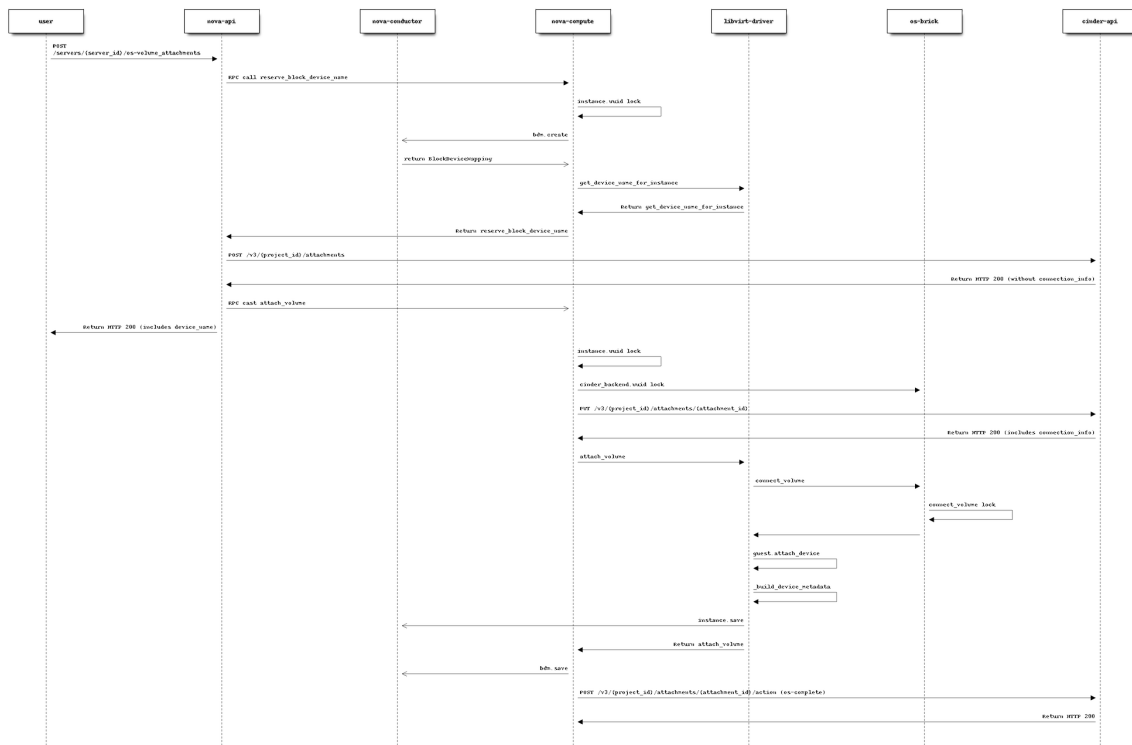 user
nova-api
nova-conductor
nova-compute
libvirt-driver
os-brick
cinder-api
POST
/servers/{server_id}/os-volume_attachments
RPC call reserve_block_device_name
instance.uuid lock
bdm.create
return BlockDeviceMapping
get_device_name_for_instance
Return get_device_name_for_instance
Return reserve_block_device_name
POST /v3/{project_id}/attachments
Return HTTP 200 (without connection_info)
RPC cast attach_volume
Return HTTP 200 (includes device_name)
instance.uuid lock
cinder_backend.uuid lock
PUT /v3/{project_id}/attachments/{attachment_id}
Return HTTP 200 (includes connection_info)
attach_volume
connect_volume
connect_volume lock
guest.attach_device
_build_device_metadata
instance.save
Return attach_volume
bdm.save
POST /v3/{project_id}/attachments/{attachment_id}/action (os-complete)
Return HTTP 200